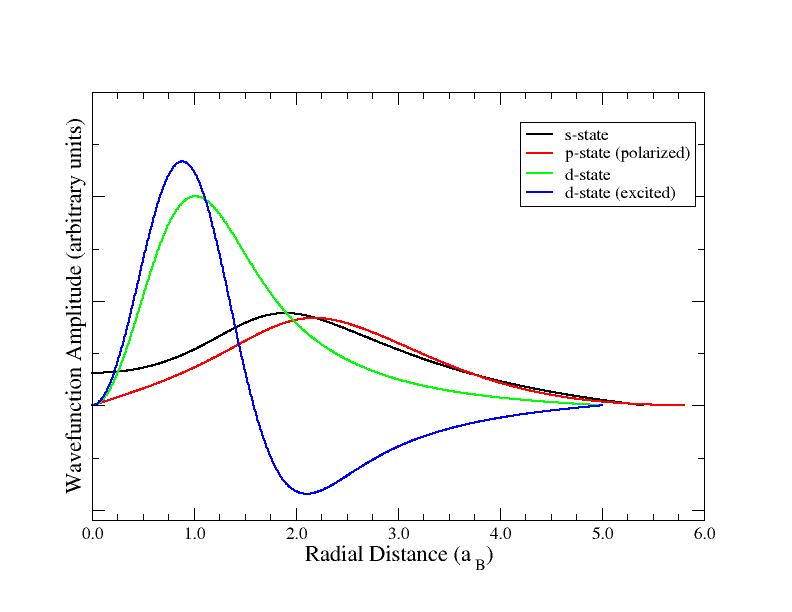 Wavefunction Amplitude (arbitrary units)
s-state
p-state (polarized)
d-state
d-state (excited)
0.0 1.0 2.0 3.0 4.0 5.0 6.0
Radial Distance (a B)